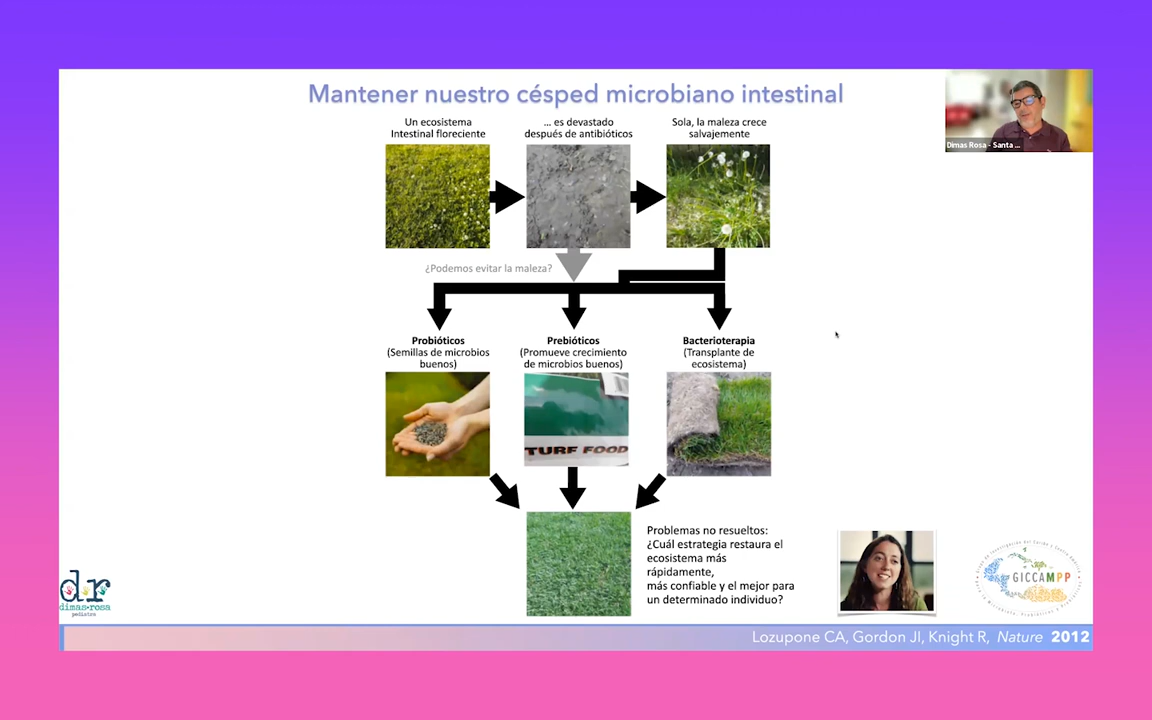 Mantener nuestro césped microbiano intestinal
Dimas Rosa - Santa ...
Un ecosistema
Intestinal floreciente
... es devastado
después de antibióticos
Sola, la maleza crece
salvajemente
¿Podemos evitar la maleza?
Probióticos
(Semillas de microbios
buenos)
Prebióticos
(Promueve crecimiento
de microbios buenos)
Bacterioterapia
(Transplante de
ecosistema)
TURF FOOD
Problemas no resueltos:
¿Cuál estrategia restaura el
ecosistema más
rápidamente,
más confiable y el mejor para
un determinado individuo?
dr
dimas•rosa
pediatra
GICCAMPP
Lozupone CA, Gordon JI, Knight R, Nature 2012